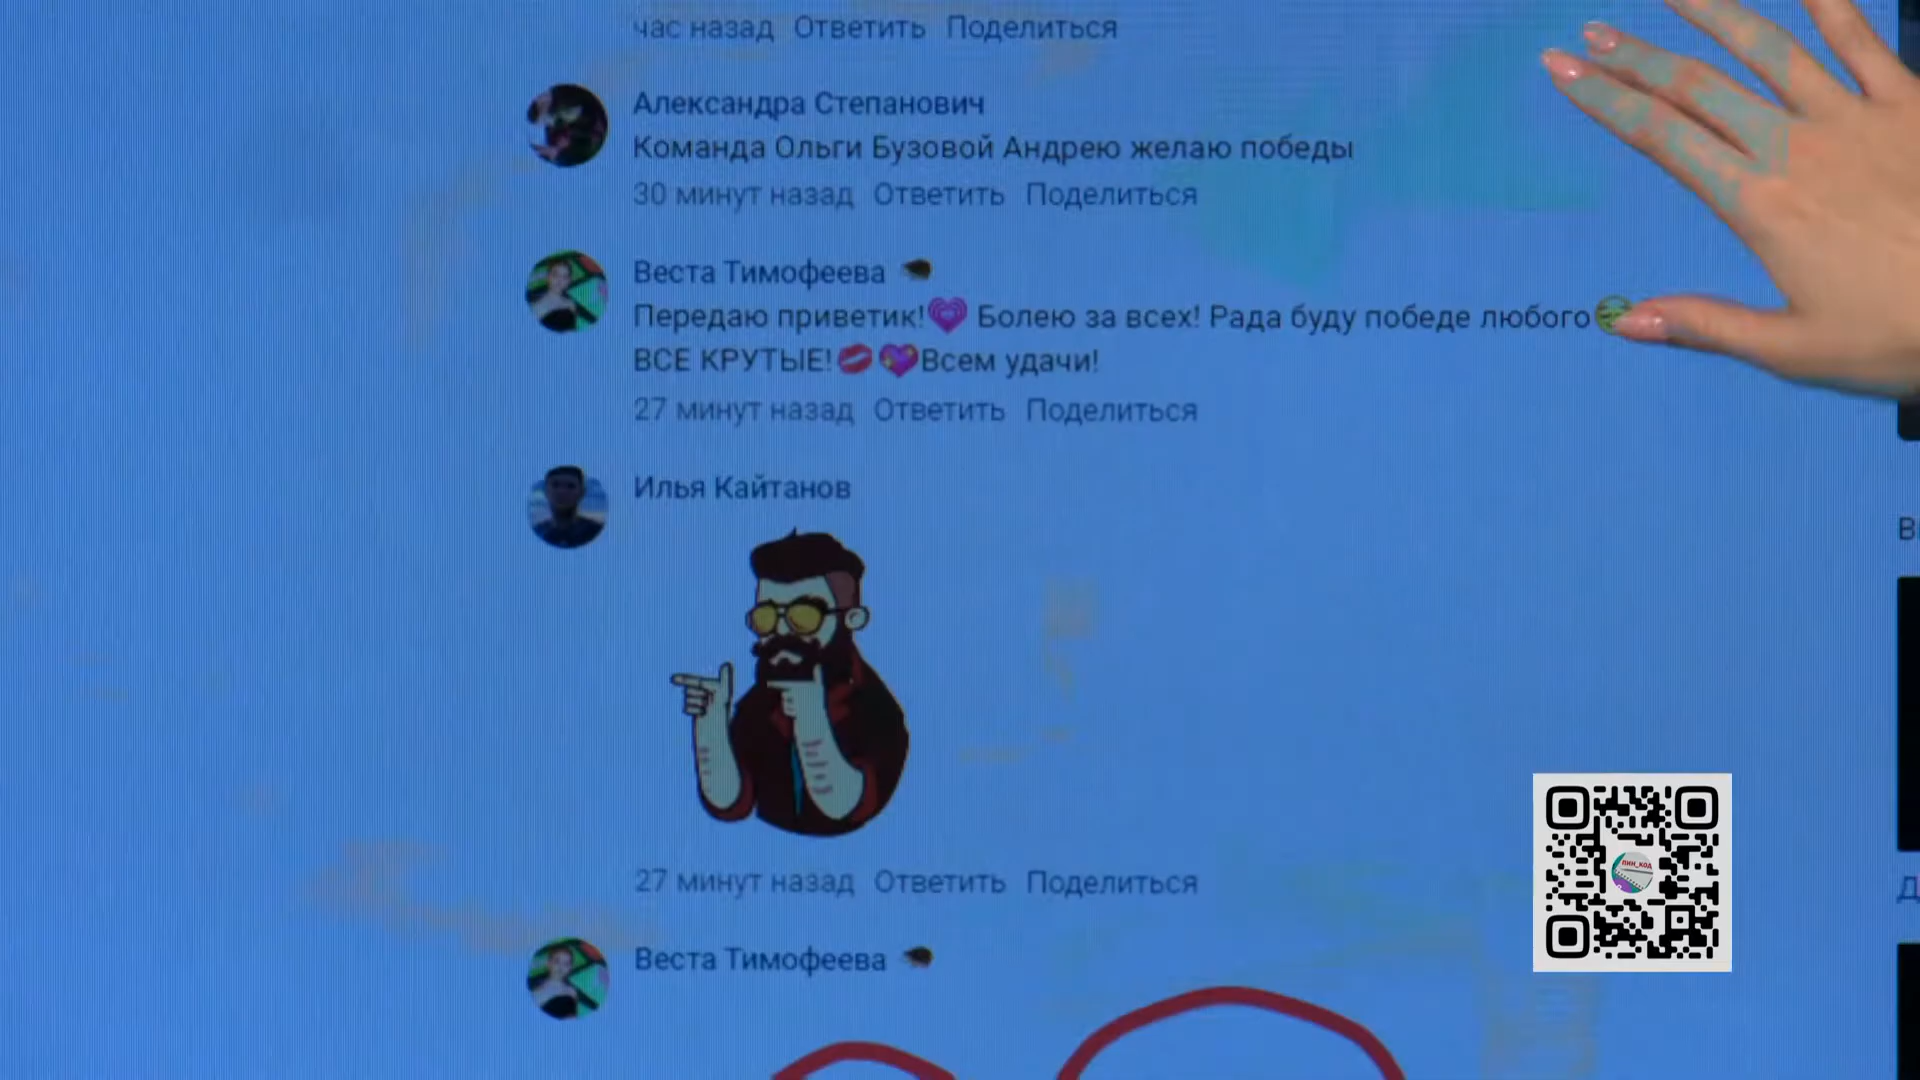 час назад Ответить Поделиться
Александра Степанович
Команда Ольги Бузовой Андрею желаю победы
30 минут назад Ответить Поделиться
Веста Тимофеева
Передаю приветик!💗 Болею за всех! Рада буду победе любого😂
ВСЕ КРУТЫЕ!💋💖Всем удачи!
27 минут назад Ответить Поделиться
Илья Кайтанов
27 минут назад Ответить Поделиться
Веста Тимофеева
В
Д
ПИН_КОД